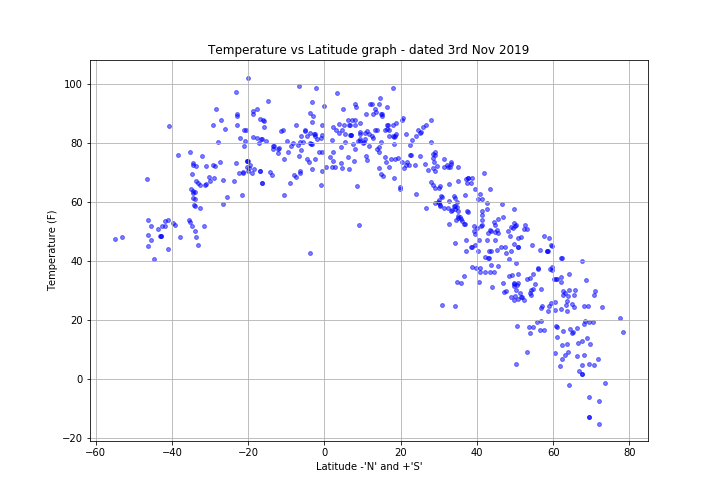 Temperature vs Latitude graph - dated 3rd Nov 2019
Temperature (F)
100
80
60
40
20
0
−20
−60 −40 −20 0 20 40 60 80
Latitude -'N' and +'S'